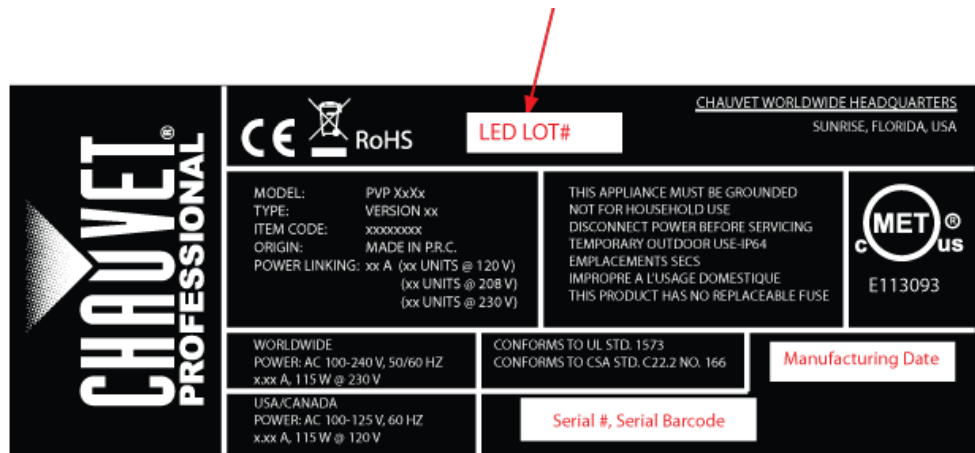 CHAUVET®
PROFESSIONAL
CE RoHS
LED LOT#
CHAUVET WORLDWIDE HEADQUARTERS
SUNRISE, FLORIDA, USA
MODEL: PVP XxXx
TYPE: VERSION xx
ITEM CODE: xxxxxxxx
ORIGIN: MADE IN P.R.C.
POWER LINKING: xx A (xx UNITS @ 120 V)
(xx UNITS @ 208 V)
(xx UNITS @ 230 V)
THIS APPLIANCE MUST BE GROUNDED
NOT FOR HOUSEHOLD USE
DISCONNECT POWER BEFORE SERVICING
TEMPORARY OUTDOOR USE-IP64
EMPLACEMENTS SECS
IMPROPRE A L'USAGE DOMESTIQUE
THIS PRODUCT HAS NO REPLACEABLE FUSE
c MET ® us
E113093
WORLDWIDE
POWER: AC 100-240 V, 50/60 HZ
x.xx A, 115 W @ 230 V
CONFORMS TO UL STD. 1573
CONFORMS TO CSA STD. C22.2 NO. 166
Manufacturing Date
USA/CANADA
POWER: AC 100-125 V, 60 HZ
x.xx A, 115 W @ 120 V
Serial #, Serial Barcode